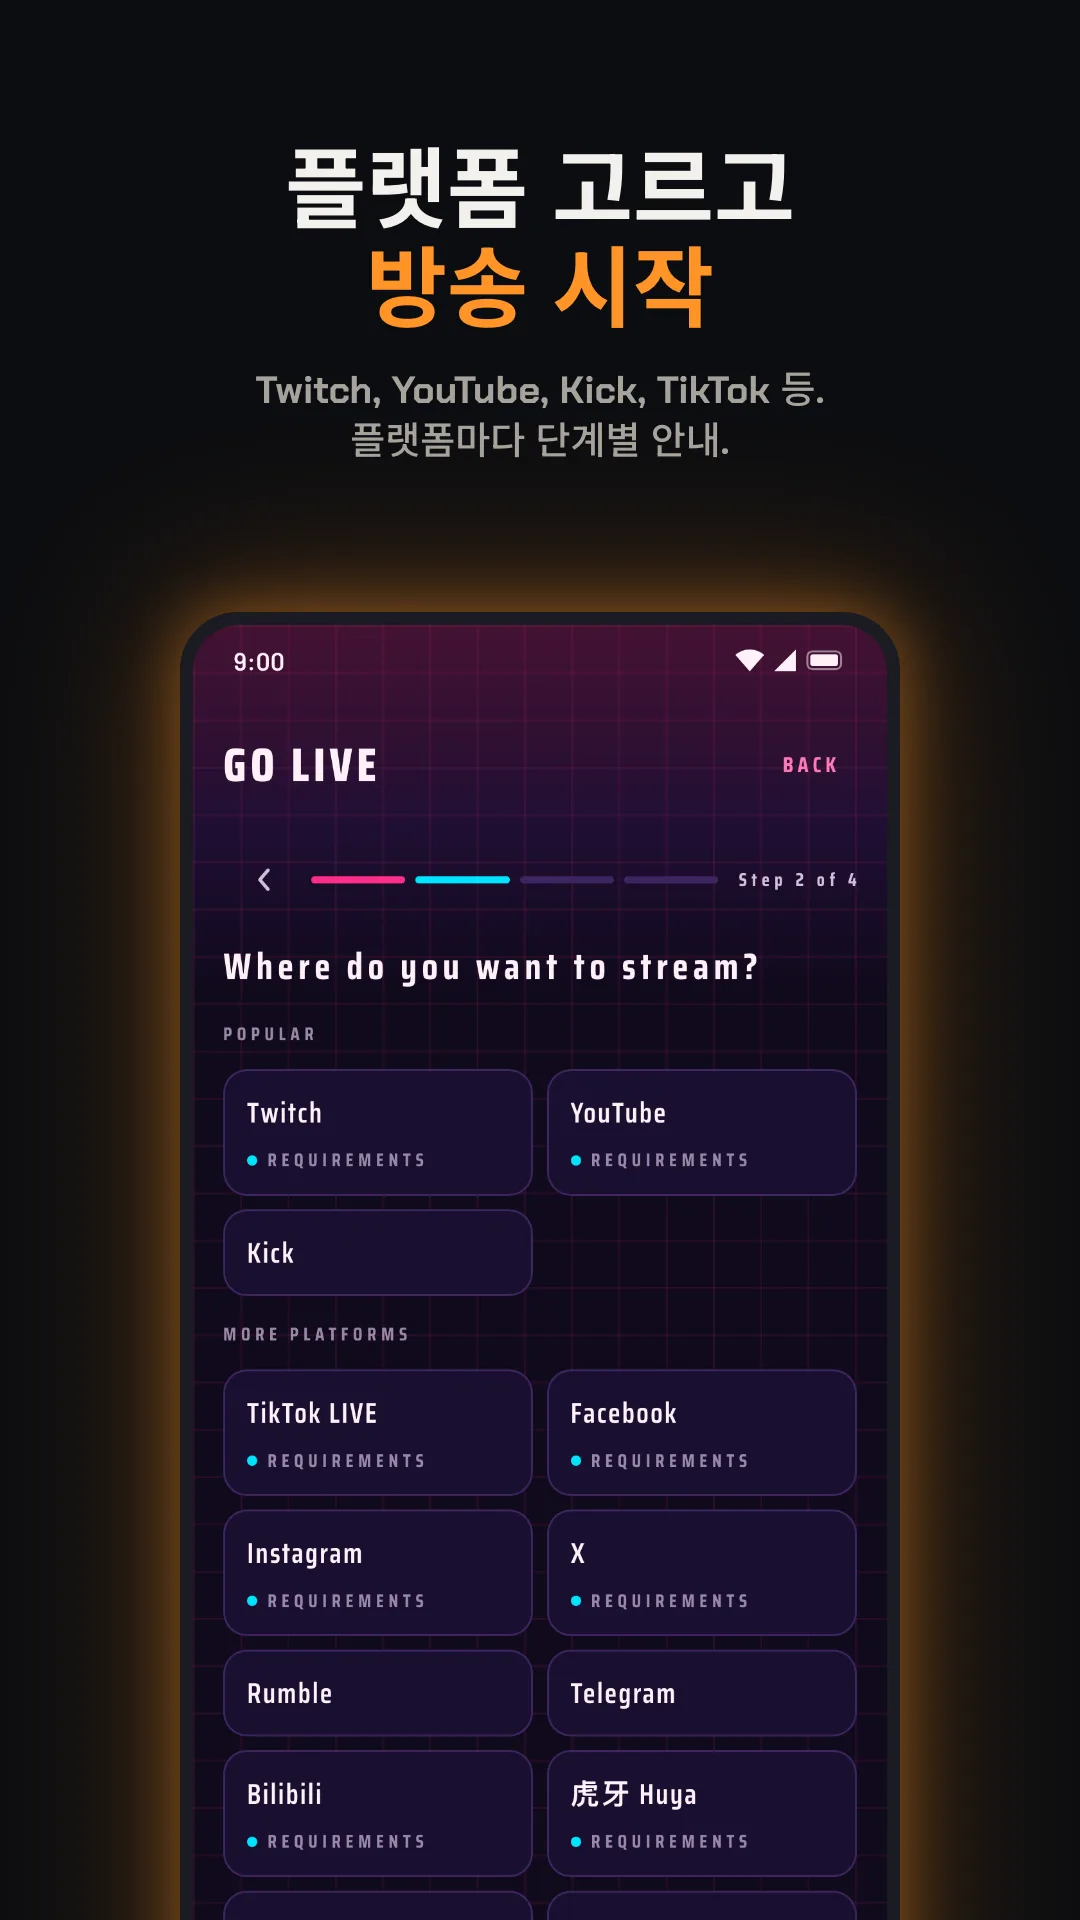 플랫폼 고르고
방송 시작
Twitch, YouTube, Kick, TikTok 등.
플랫폼마다 단계별 안내.
9:00
GO LIVE
BACK
Step 2 of 4
Where do you want to stream?
POPULAR
Twitch
REQUIREMENTS
YouTube
REQUIREMENTS
Kick
MORE PLATFORMS
TikTok LIVE
REQUIREMENTS
Facebook
REQUIREMENTS
Instagram
REQUIREMENTS
X
REQUIREMENTS
Rumble
Telegram
Bilibili
REQUIREMENTS
虎牙 Huya
REQUIREMENTS